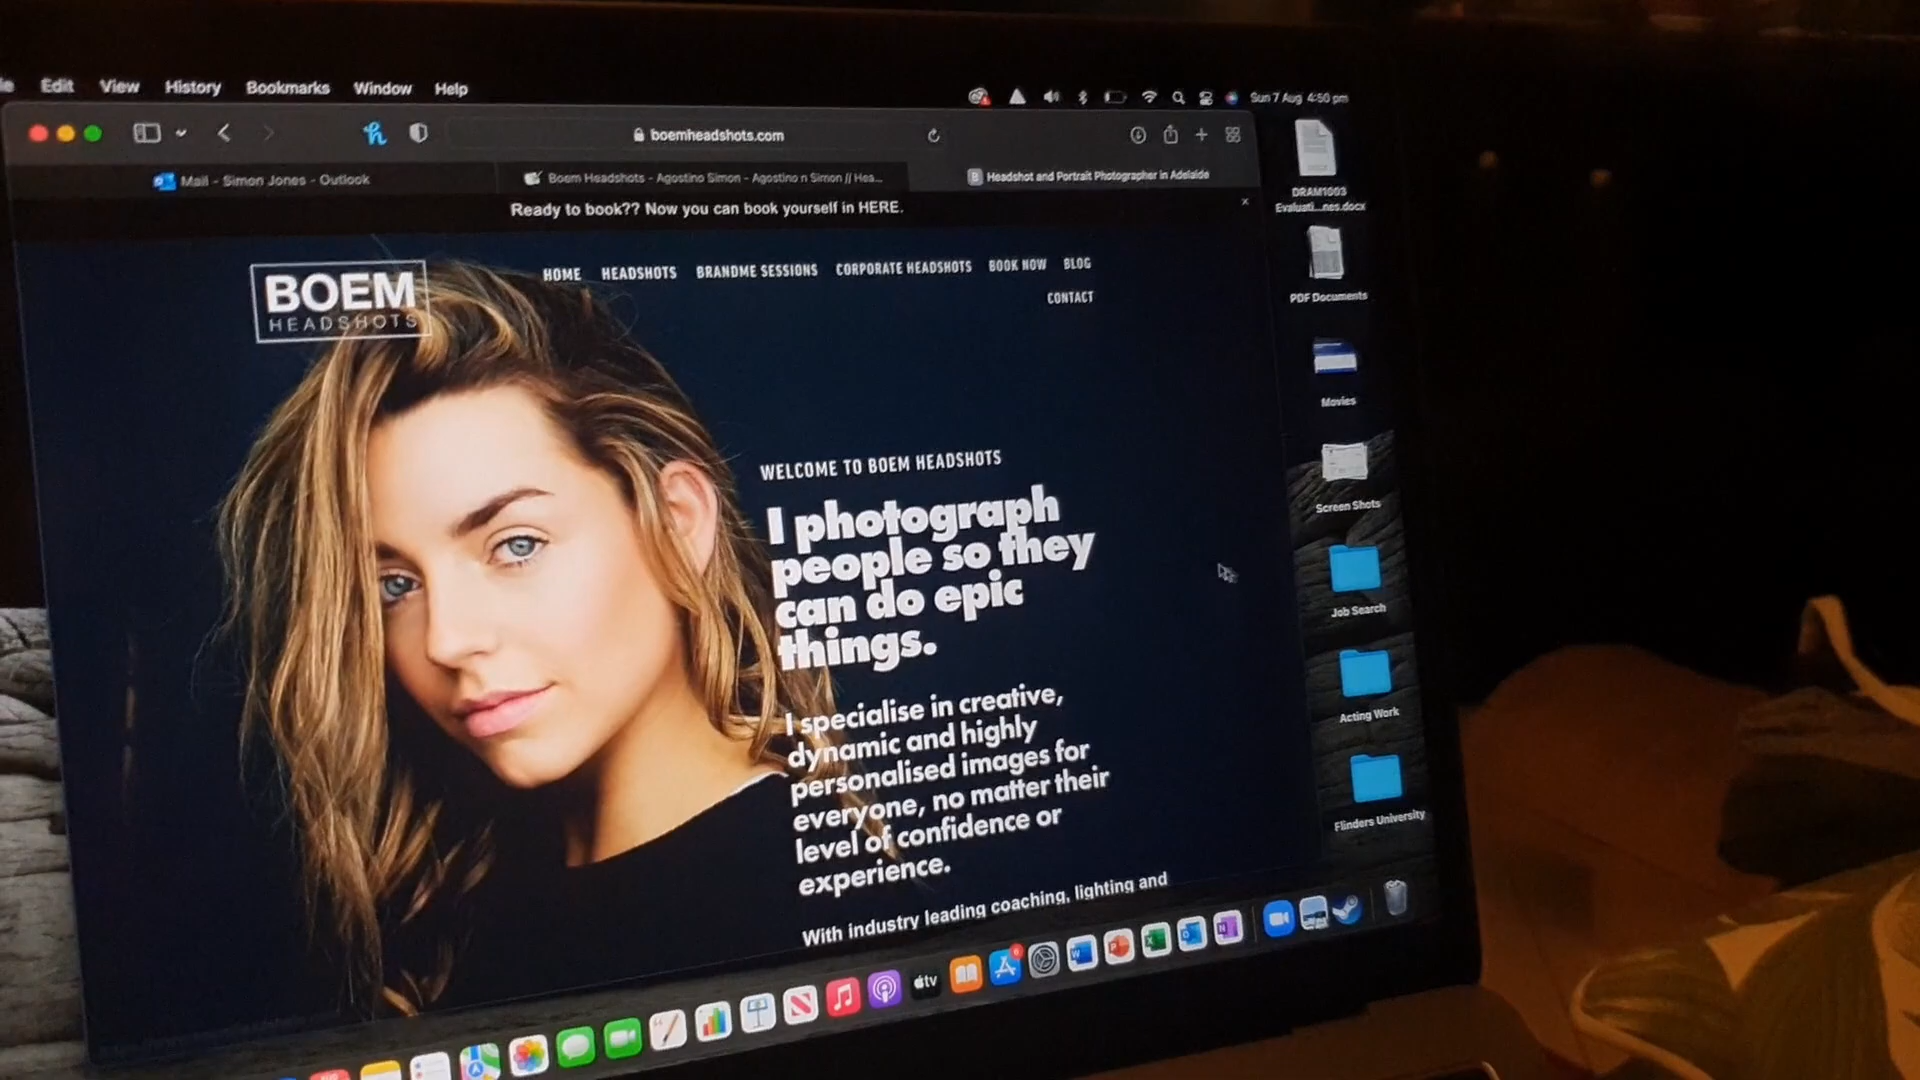 Edit View History Bookmarks Window Help
Sun 7 Aug 4:50 pm
boemheadshots.com
Mail - Simon Jones - Outlook
Boem Headshots - Agostino Simon - Agostino n Simon // Hea...
Headshot and Portrait Photographer in Adelaide
Ready to book?? Now you can book yourself in HERE.
BOEM
HEADSHOTS
HOME HEADSHOTS BRANDME SESSIONS CORPORATE HEADSHOTS BOOK NOW BLOG
CONTACT
WELCOME TO BOEM HEADSHOTS
I photograph
people so they
can do epic
things.
I specialise in creative,
dynamic and highly
personalised images for
everyone, no matter their
level of confidence or
experience.
With industry leading coaching, lighting and
DRAM1003
Evaluati...nes.docx
PDF Documents
Movies
Screen Shots
Job Search
Acting Work
Flinders University
tv